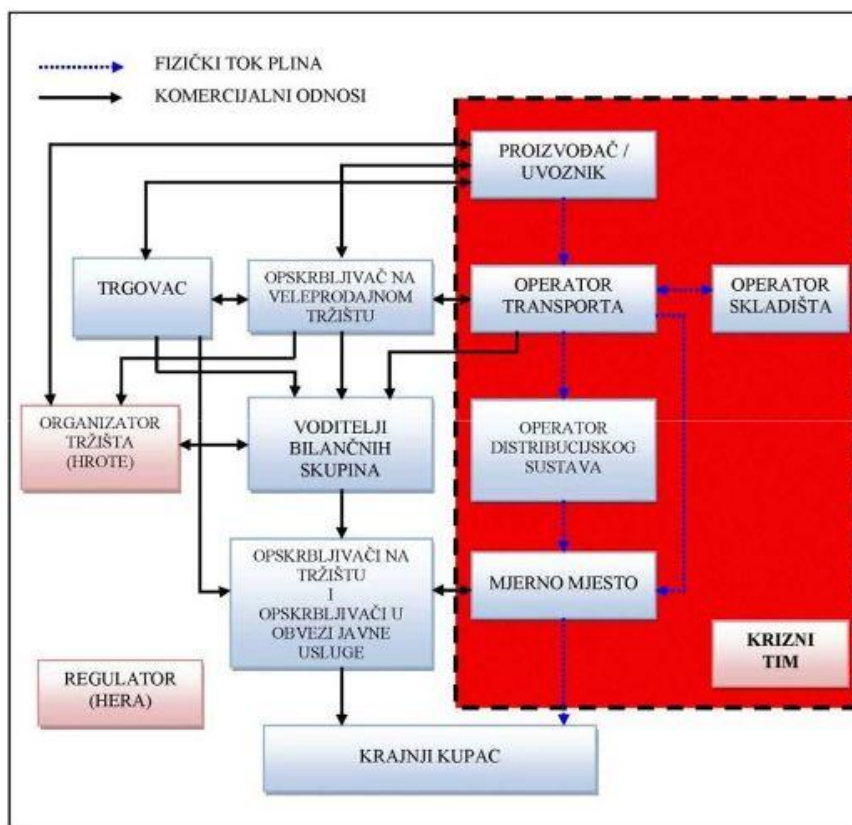 FIZIČKI TOK PLINA
KOMERCIJALNI ODNOSI
PROIZVOĐAČ /
UVOZNIK
TRGOVAC
OPSKRBLJIVAČ NA
VELEPRODAJNOM
TRŽIŠTU
OPERATOR
TRANSPORTA
OPERATOR
SKLADIŠTA
ORGANIZATOR
TRŽIŠTA
(HROTE)
VODITELJI
BILANČNIH
SKUPINA
OPERATOR
DISTRIBUCIJSKOG
SUSTAVA
OPSKRBLJIVAČI NA
TRŽIŠTU
I
OPSKRBLJIVAČI U
OBVEZI JAVNE
USLUGE
MJERNO MJESTO
REGULATOR
(HERA)
KRIZNI
TIM
KRAJNJI KUPAC